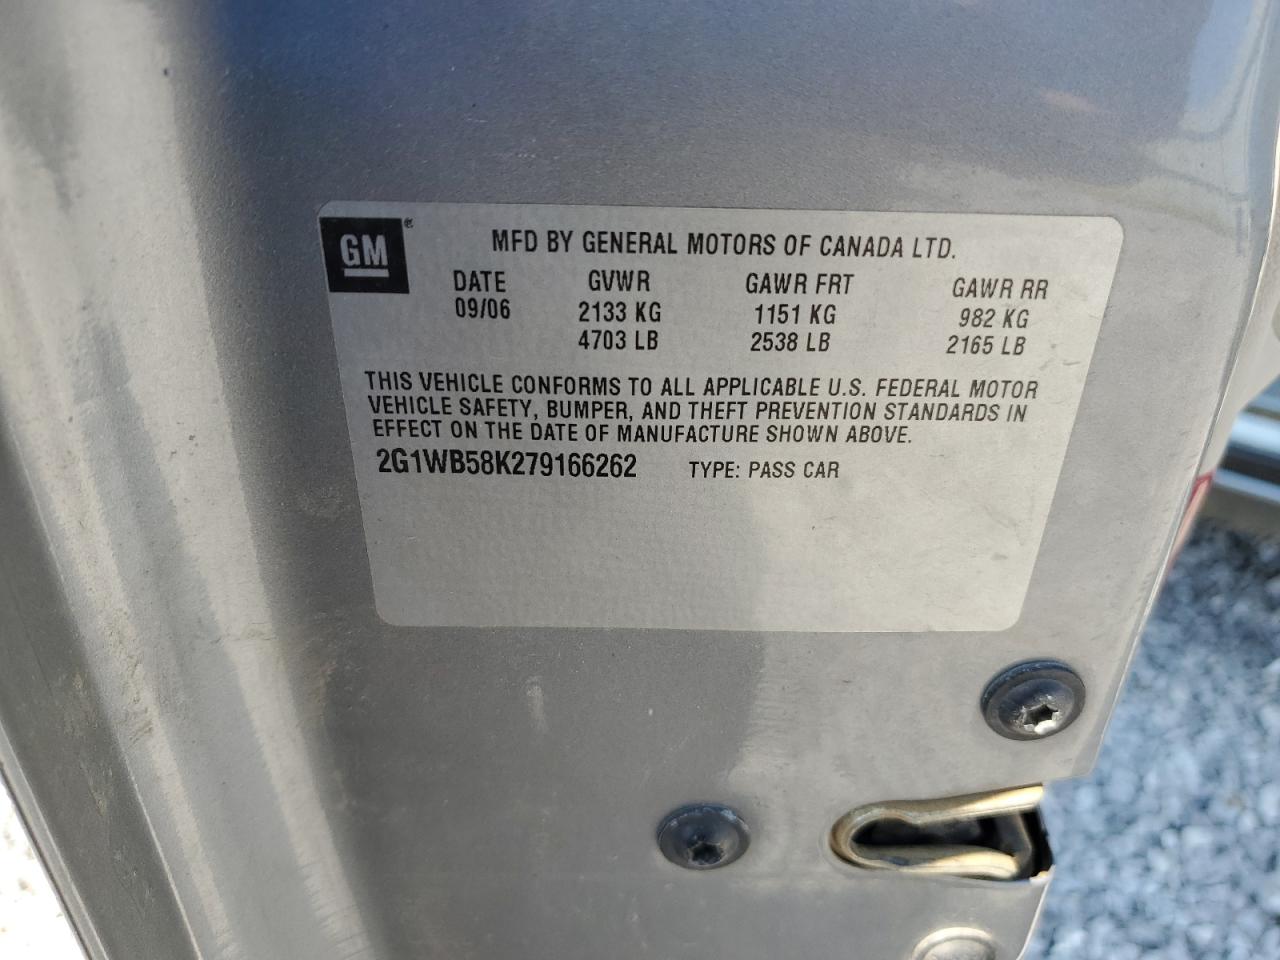 GM ®
MFD BY GENERAL MOTORS OF CANADA LTD.
DATE GVWR GAWR FRT GAWR RR
09/06 2133 KG 1151 KG 982 KG
4703 LB 2538 LB 2165 LB
THIS VEHICLE CONFORMS TO ALL APPLICABLE U.S. FEDERAL MOTOR
VEHICLE SAFETY, BUMPER, AND THEFT PREVENTION STANDARDS IN
EFFECT ON THE DATE OF MANUFACTURE SHOWN ABOVE.
2G1WB58K279166262 TYPE: PASS CAR